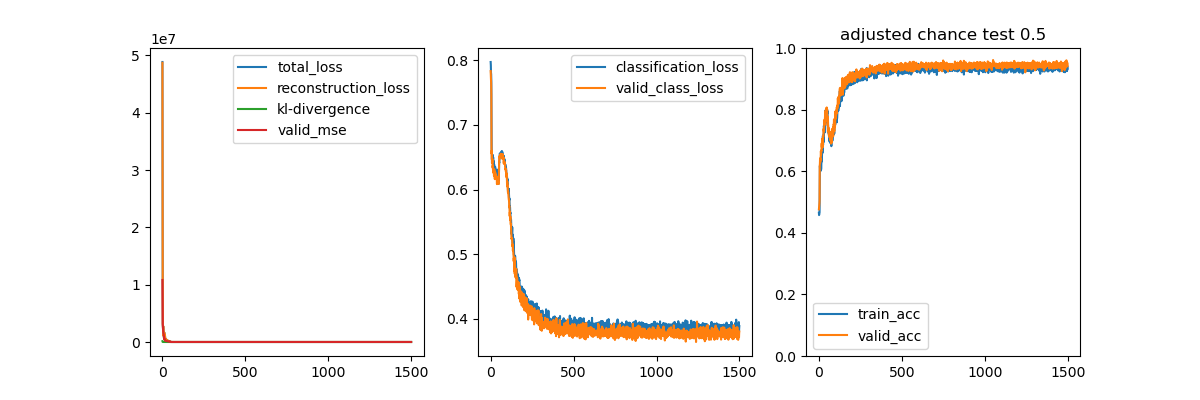 1e7
5
4
3
2
1
0
0
500
1000
1500
total_loss
reconstruction_loss
kl-divergence
valid_mse
0.8
0.7
0.6
0.5
0.4
0
500
1000
1500
classification_loss
valid_class_loss
adjusted chance test 0.5
1.0
0.8
0.6
0.4
0.2
0.0
0
500
1000
1500
train_acc
valid_acc